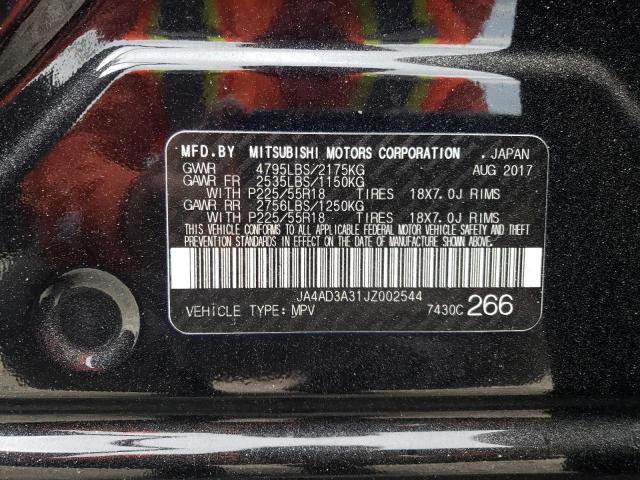 MFD.BY MITSUBISHI MOTORS CORPORATION , JAPAN
GVWR 4795LBS/2175KG AUG 2017
GAWR FR 2535LBS/1150KG
WITH P225/55R18 TIRES 18X7.0J RIMS
GAWR RR 2756LBS/1250KG
WITH P225/55R18 TIRES 18X7.0J RIMS
THIS VEHICLE CONFORMS TO ALL APPLICABLE FEDERAL MOTOR VEHICLE SAFETY AND THEFT
PREVENTION STANDARDS IN EFFECT ON THE DATE OF MANUFACTURE SHOWN ABOVE.
JA4AD3A31JZ002544
VEHICLE TYPE: MPV 7430C 266